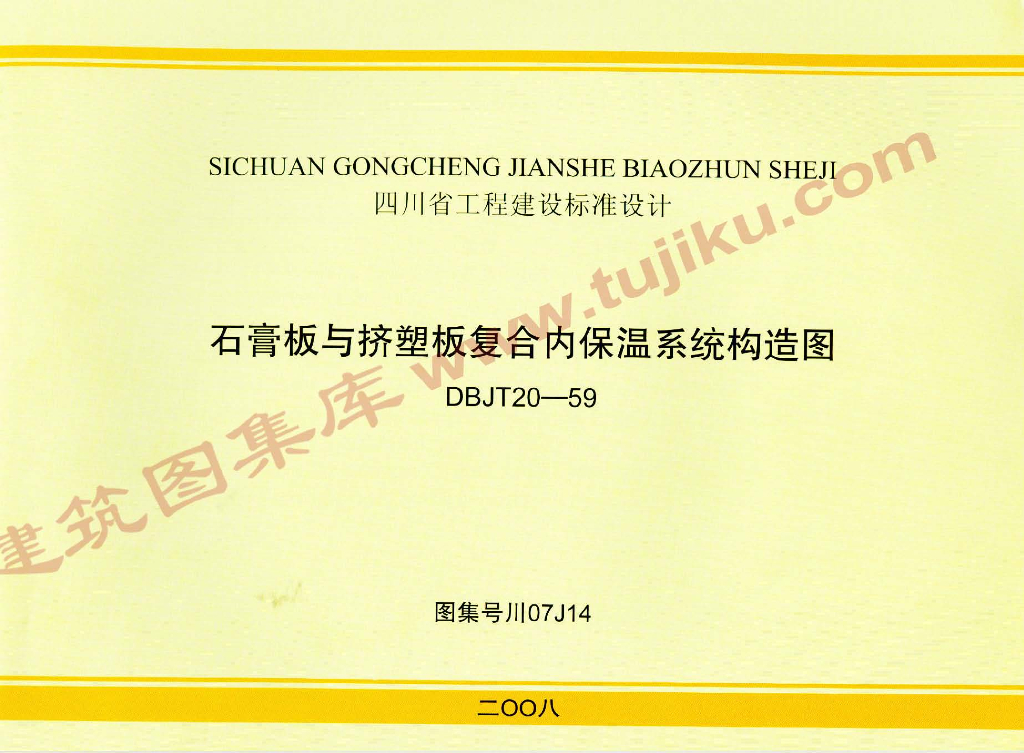 SICHUAN GONGCHENG JIANSHE BIAOZHUN SHEJI
四川省工程建设标准设计
石膏板与挤塑板复合内保温系统构造图
DBJT20—59
建筑图集库 www.tujiku.com
图集号川07J14
二〇〇八